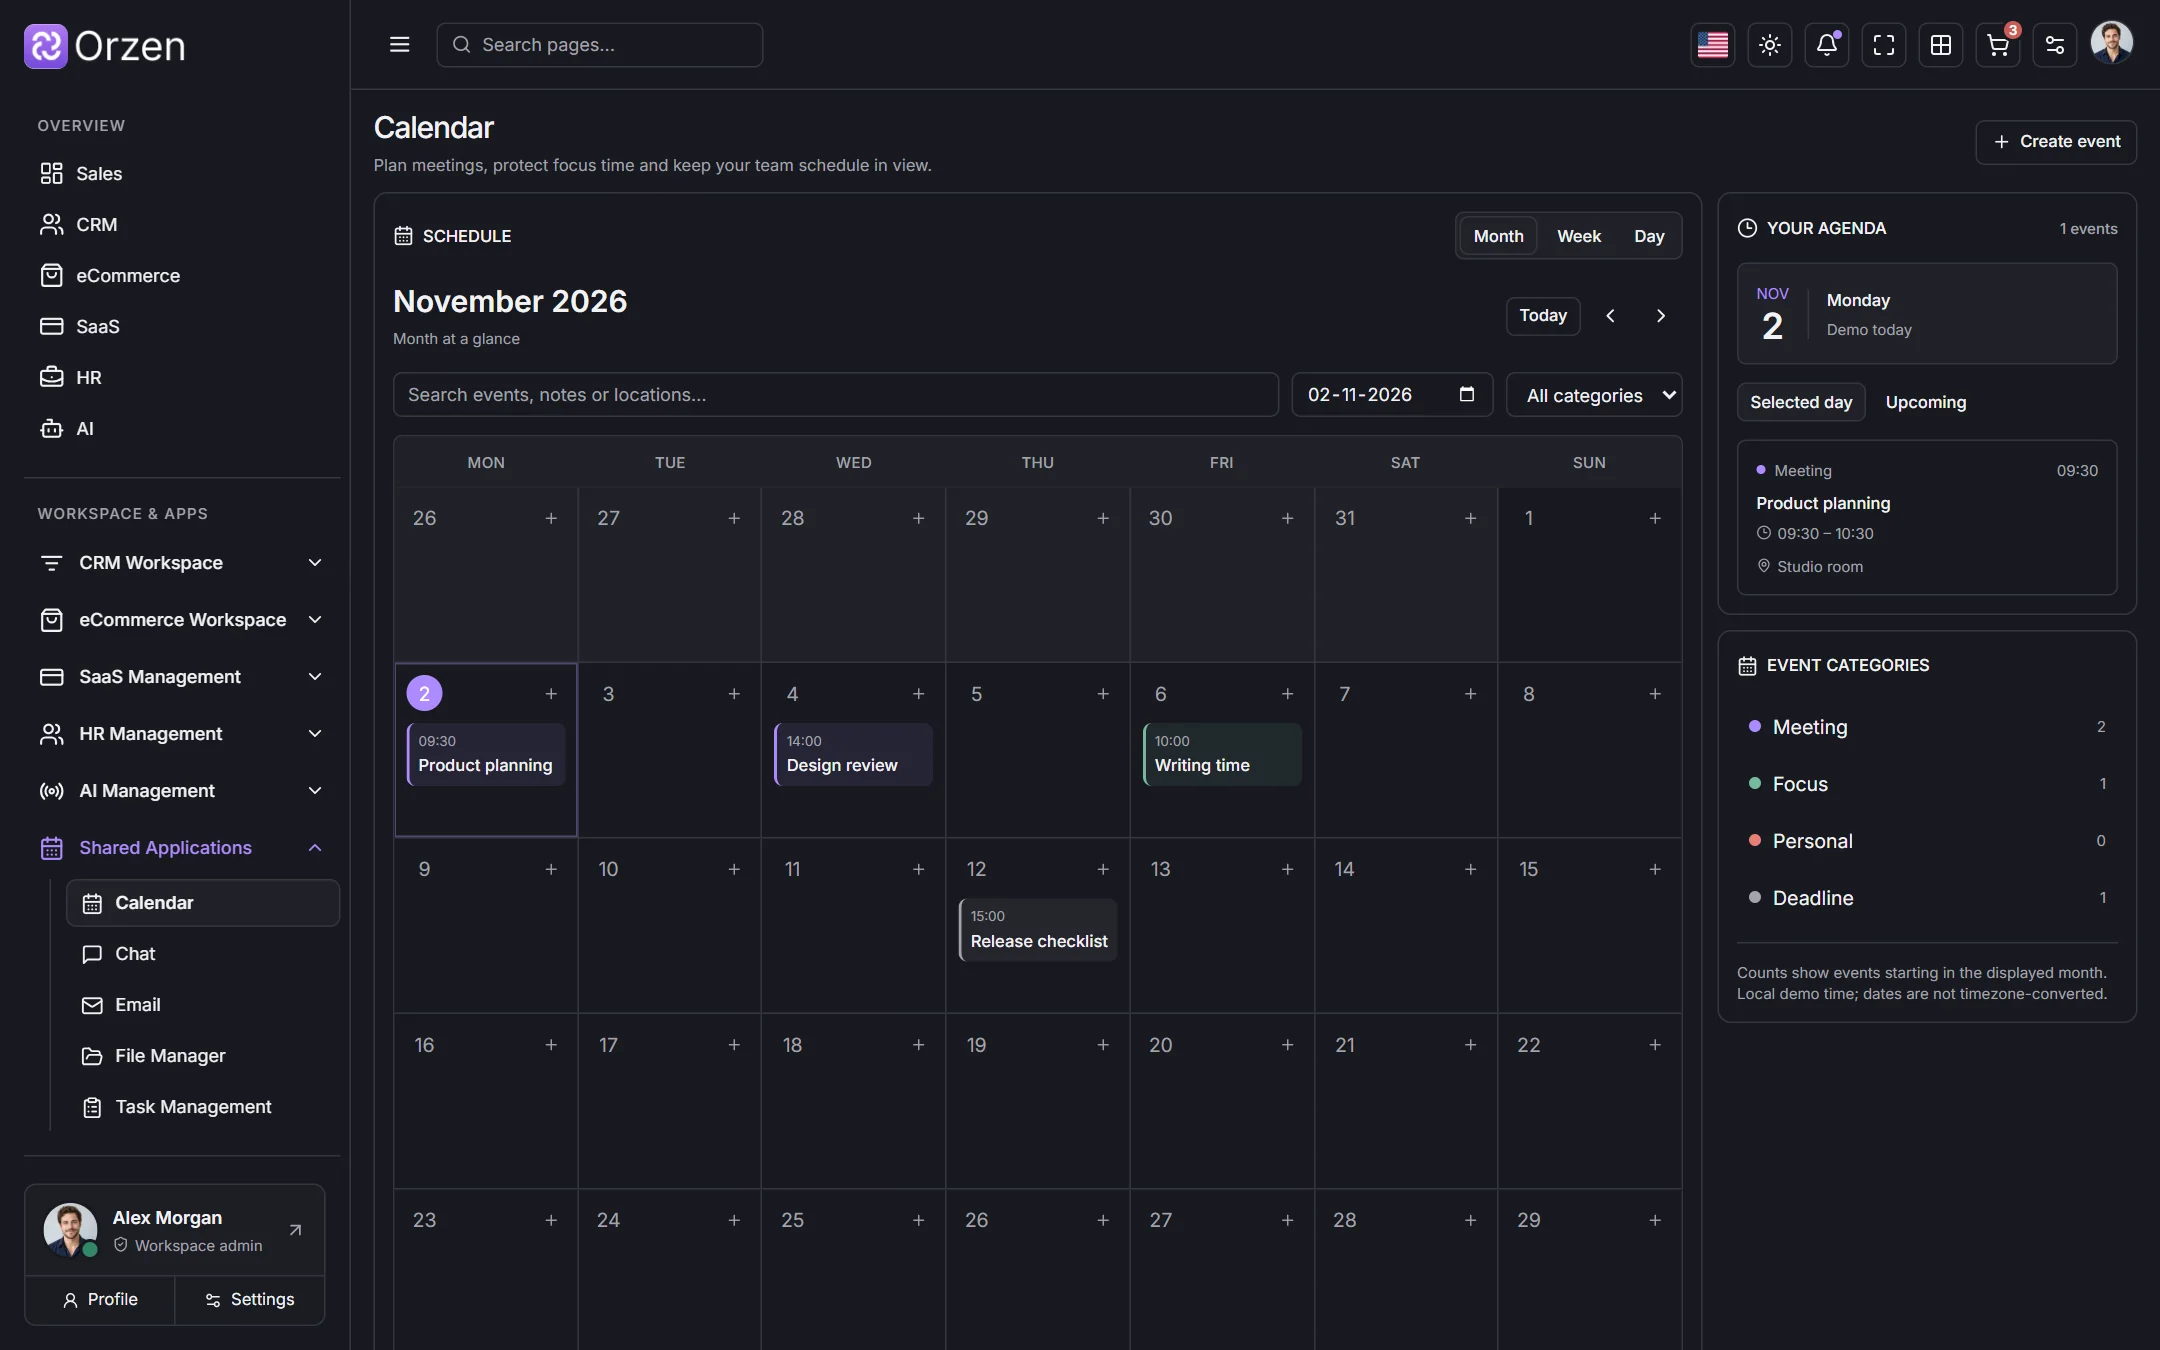 Orzen
OVERVIEW
Sales
CRM
eCommerce
SaaS
HR
AI
WORKSPACE & APPS
CRM Workspace
eCommerce Workspace
SaaS Management
HR Management
AI Management
Shared Applications
Calendar
Chat
Email
File Manager
Task Management
Alex Morgan
Workspace admin
Profile
Settings
Search pages...
3
Calendar
Plan meetings, protect focus time and keep your team schedule in view.
Create event
SCHEDULE
Month Week Day
November 2026
Month at a glance
Today
Search events, notes or locations...
02-11-2026
All categories
MON TUE WED THU FRI SAT SUN
26 + 27 + 28 + 29 + 30 + 31 + 1 +
2 + 3 + 4 + 5 + 6 + 7 + 8 +
09:30
Product planning
14:00
Design review
10:00
Writing time
9 + 10 + 11 + 12 + 13 + 14 + 15 +
15:00
Release checklist
16 + 17 + 18 + 19 + 20 + 21 + 22 +
23 + 24 + 25 + 26 + 27 + 28 + 29 +
YOUR AGENDA
1 events
NOV
2
Monday
Demo today
Selected day
Upcoming
Meeting
09:30
Product planning
09:30 – 10:30
Studio room
EVENT CATEGORIES
Meeting 2
Focus 1
Personal 0
Deadline 1
Counts show events starting in the displayed month.
Local demo time; dates are not timezone-converted.